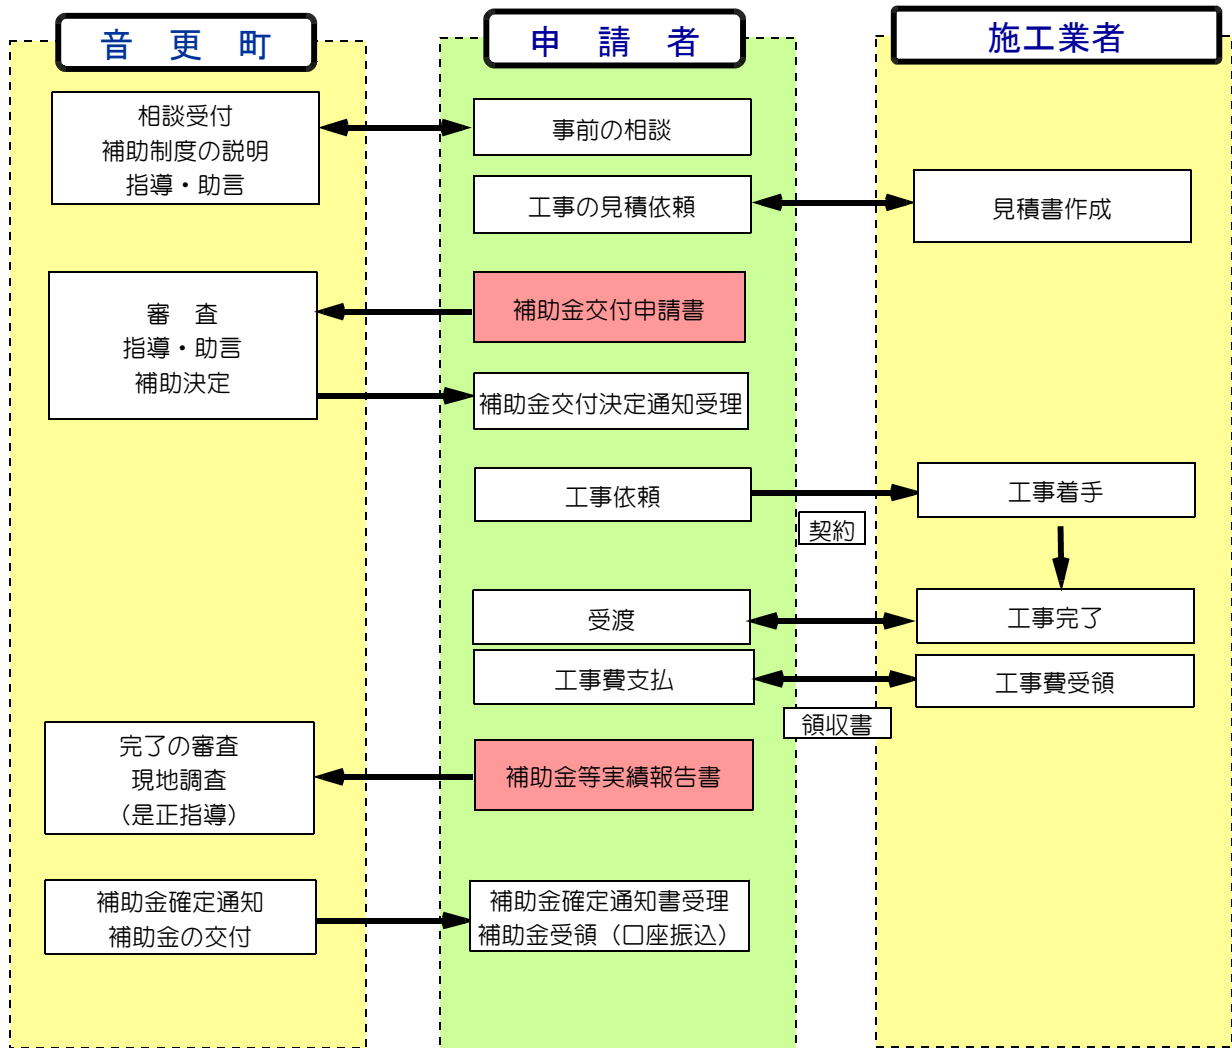 音 更 町
申 請 者
施工業者
相談受付
補助制度の説明
指導・助言
事前の相談
工事の見積依頼
見積書作成
審 査
指導・助言
補助決定
補助金交付申請書
補助金交付決定通知受理
工事依頼
契約
工事着手
受渡
工事完了
工事費支払
工事費受領
領収書
完了の審査
現地調査
（是正指導）
補助金等実績報告書
補助金確定通知
補助金の交付
補助金確定通知書受理
補助金受領（口座振込）